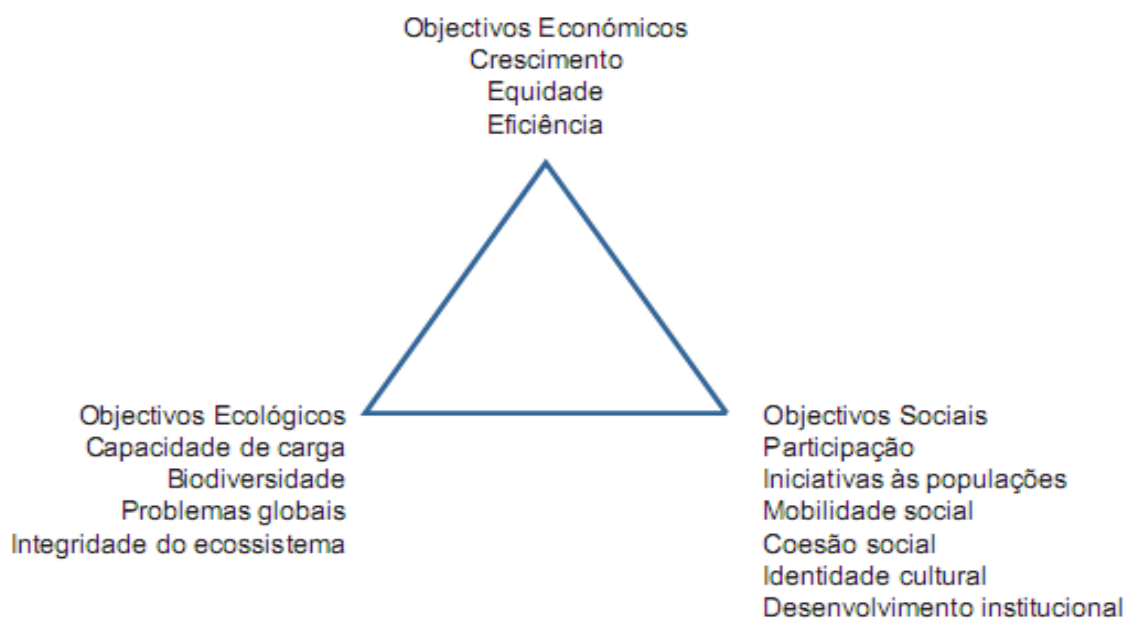 Objectivos Económicos
Crescimento
Equidade
Eficiência
Objectivos Ecológicos
Capacidade de carga
Biodiversidade
Problemas globais
Integridade do ecossistema
Objectivos Sociais
Participação
Iniciativas às populações
Mobilidade social
Coesão social
Identidade cultural
Desenvolvimento institucional